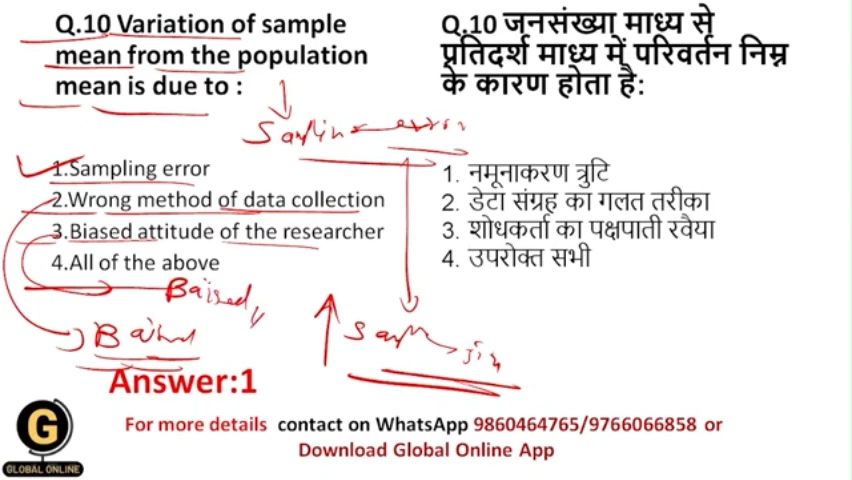 Q.10 Variation of sample
mean from the population
mean is due to :
Sampling error
1.Sampling error
2.Wrong method of data collection
3.Biased attitude of the researcher
4.All of the above
Baised
Answer:1
Q.10 जनसंख्या माध्य से
प्रतिदर्श माध्य में परिवर्तन निम्न
के कारण होता है:
1. नमूनाकरण त्रुटि
2. डेटा संग्रह का गलत तरीका
3. शोधकर्ता का पक्षपाती रवैया
4. उपरोक्त सभी
For more details contact on WhatsApp 9860464765/9766066858 or
Download Global Online App
G
GLOBAL ONLINE